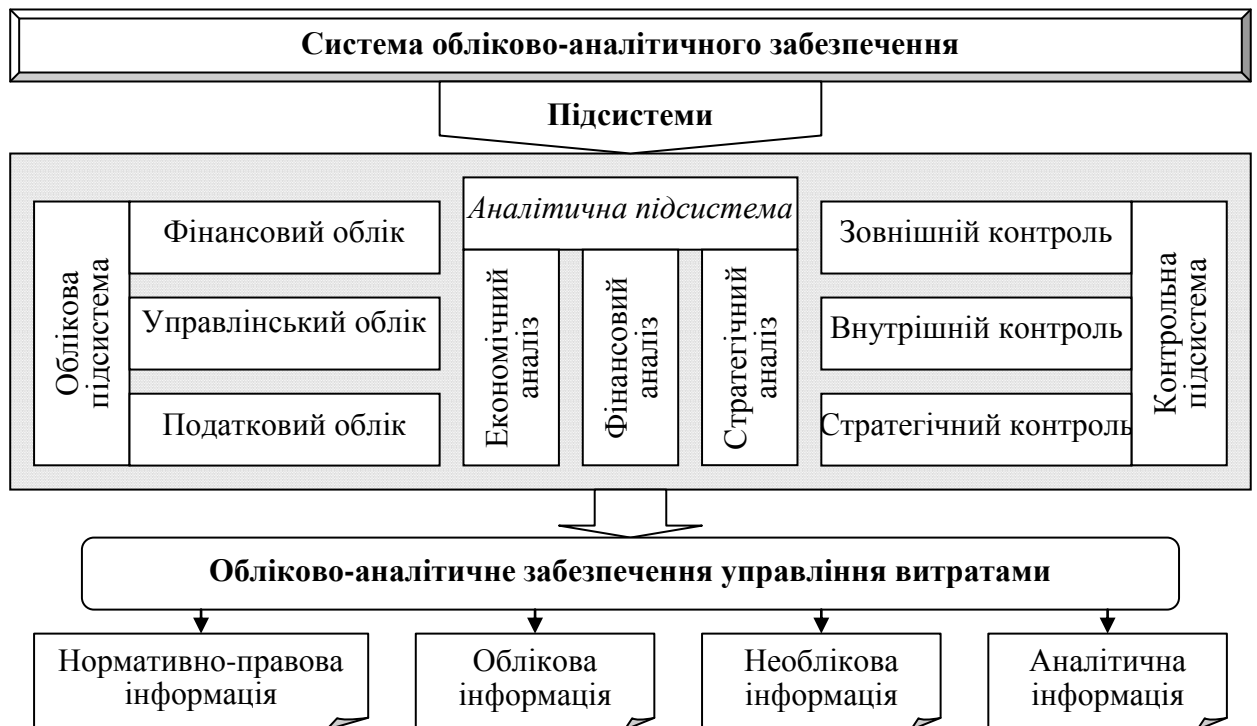 Система обліково-аналітичного забезпечення
Підсистеми
Облікова
підсистема
Фінансовий облік
Управлінський облік
Податковий облік
Аналітична підсистема
Економічний
аналіз
Фінансовий
аналіз
Стратегічний
аналіз
Зовнішній контроль
Внутрішній контроль
Стратегічний контроль
Контрольна
підсистема
Обліково-аналітичне забезпечення управління витратами
Нормативно-правова
інформація
Облікова
інформація
Необлікова
інформація
Аналітична
інформація